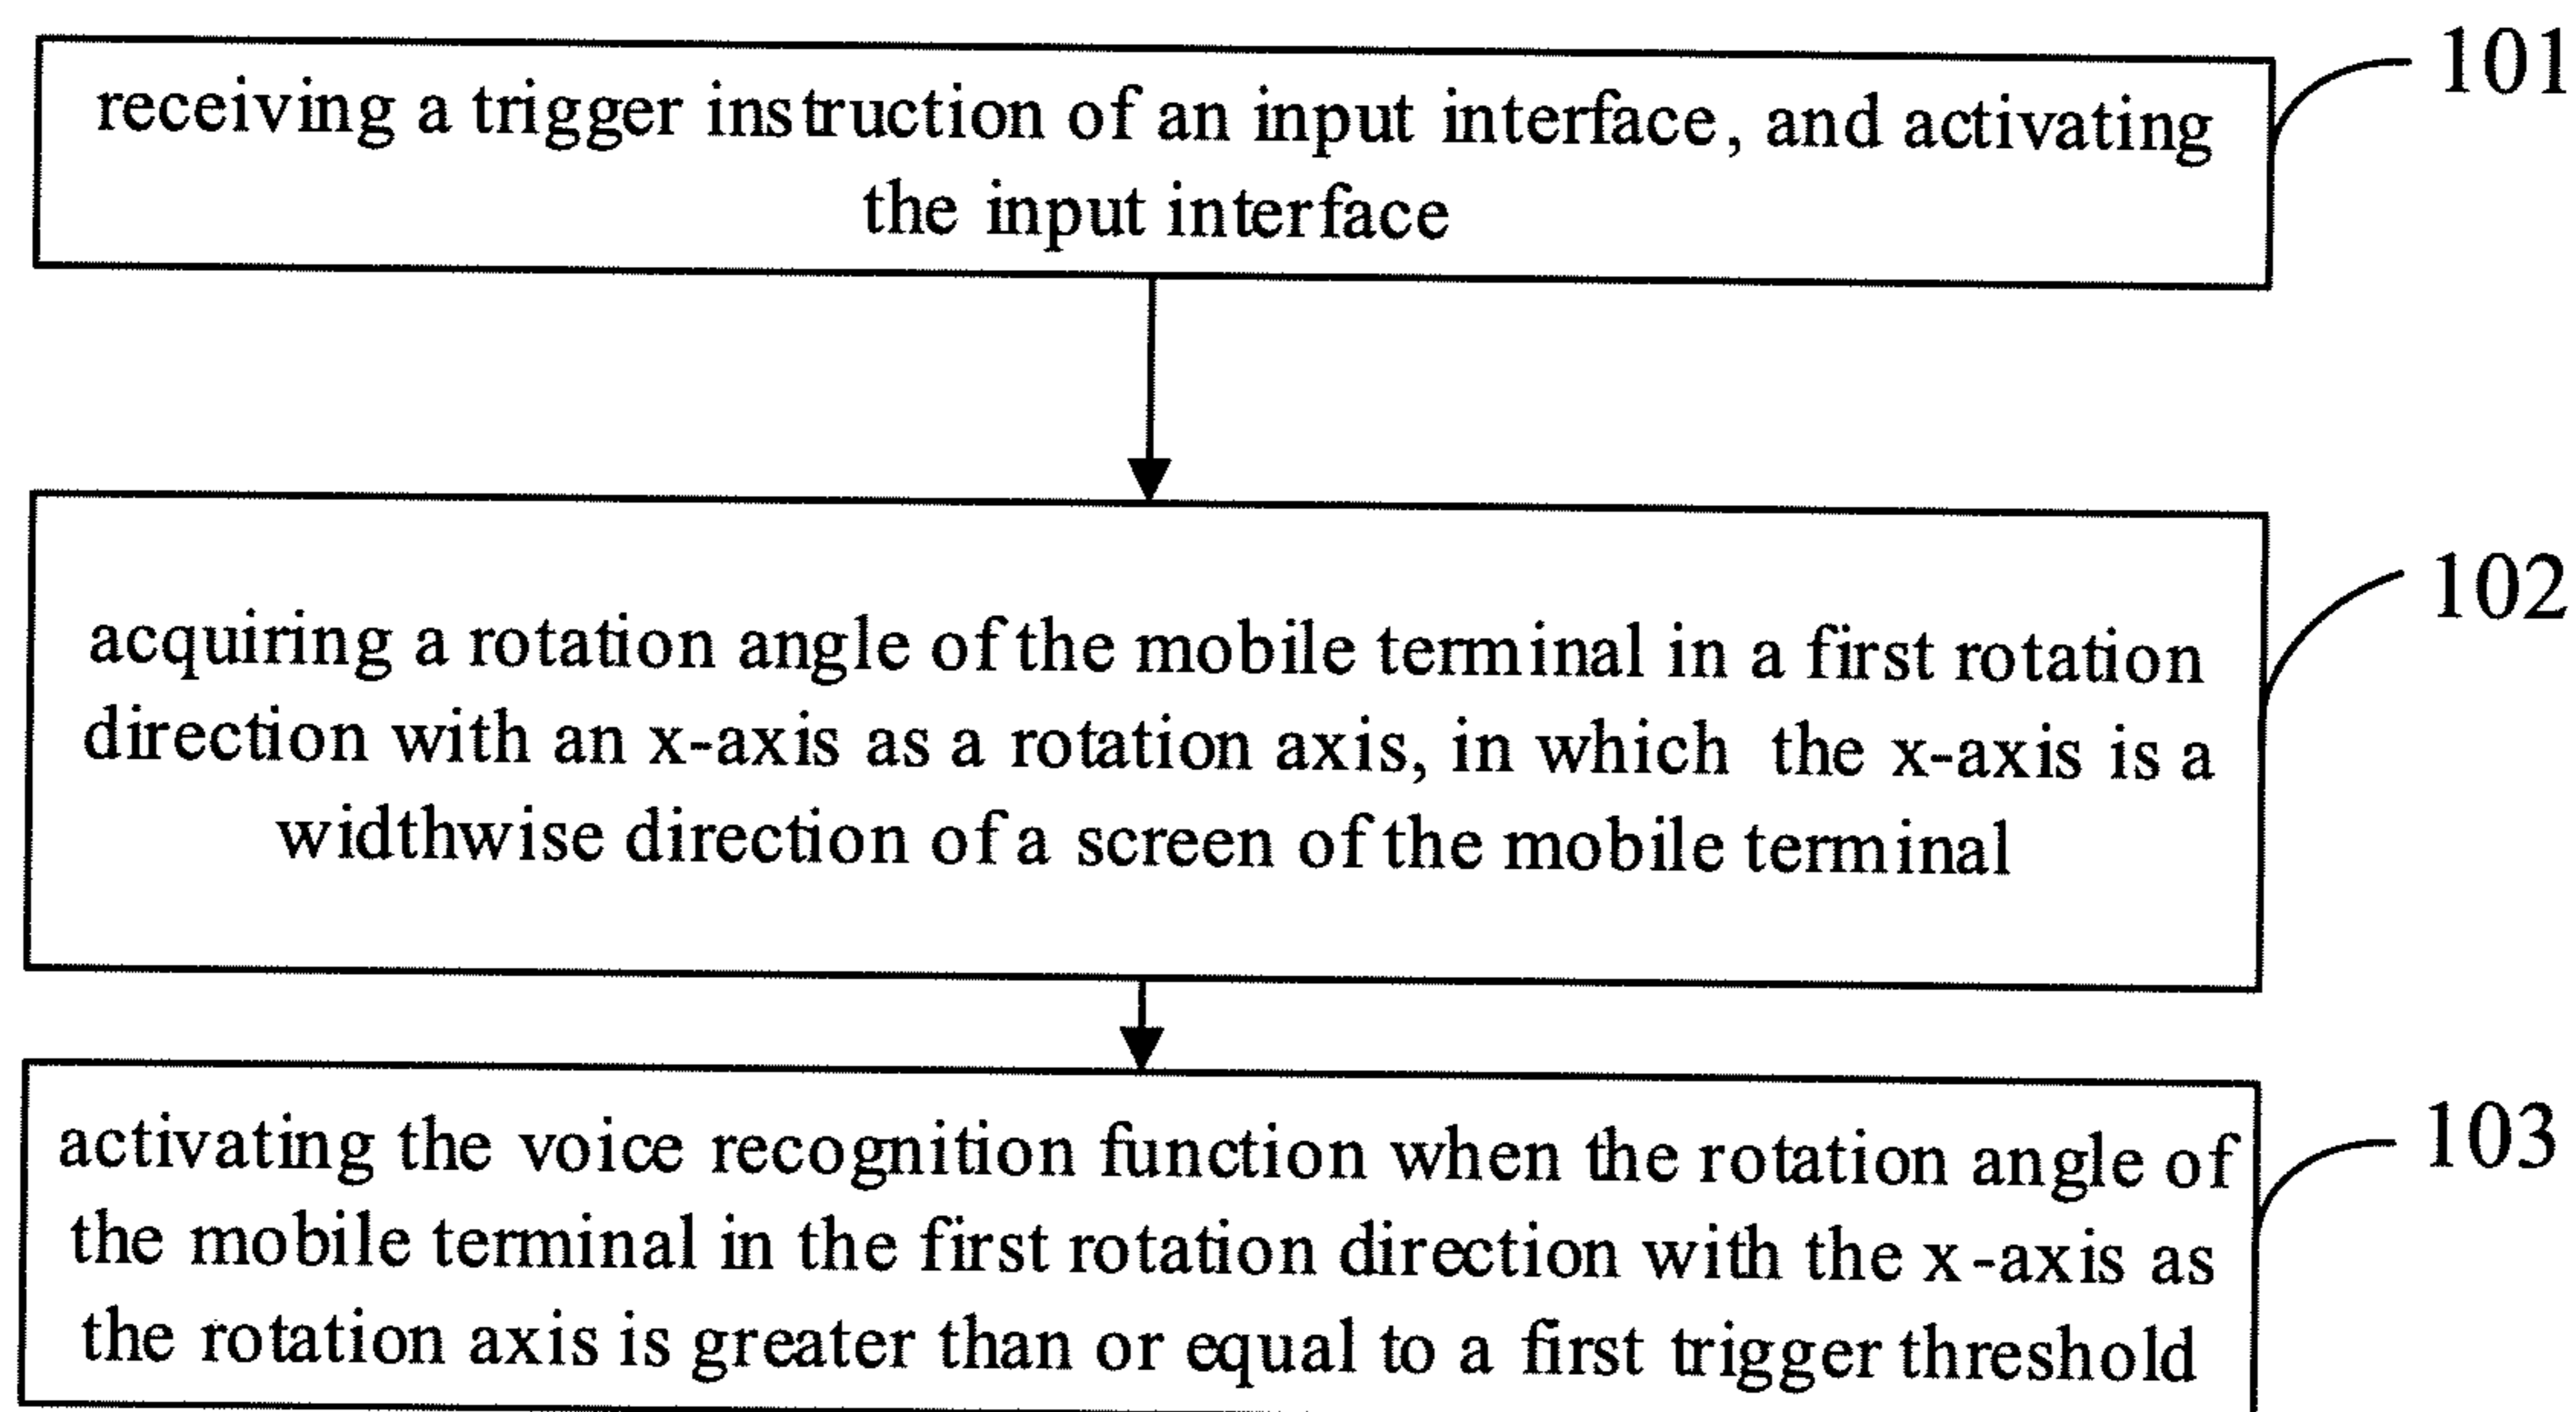 receiving a trigger instruction of an input interface, and activating
the input interface
101
acquiring a rotation angle of the mobile terminal in a first rotation
direction with an x-axis as a rotation axis, in which the x-axis is a
widthwise direction of a screen of the mobile terminal
102
activating the voice recognition function when the rotation angle of
the mobile terminal in the first rotation direction with the x-axis as
the rotation axis is greater than or equal to a first trigger threshold
103